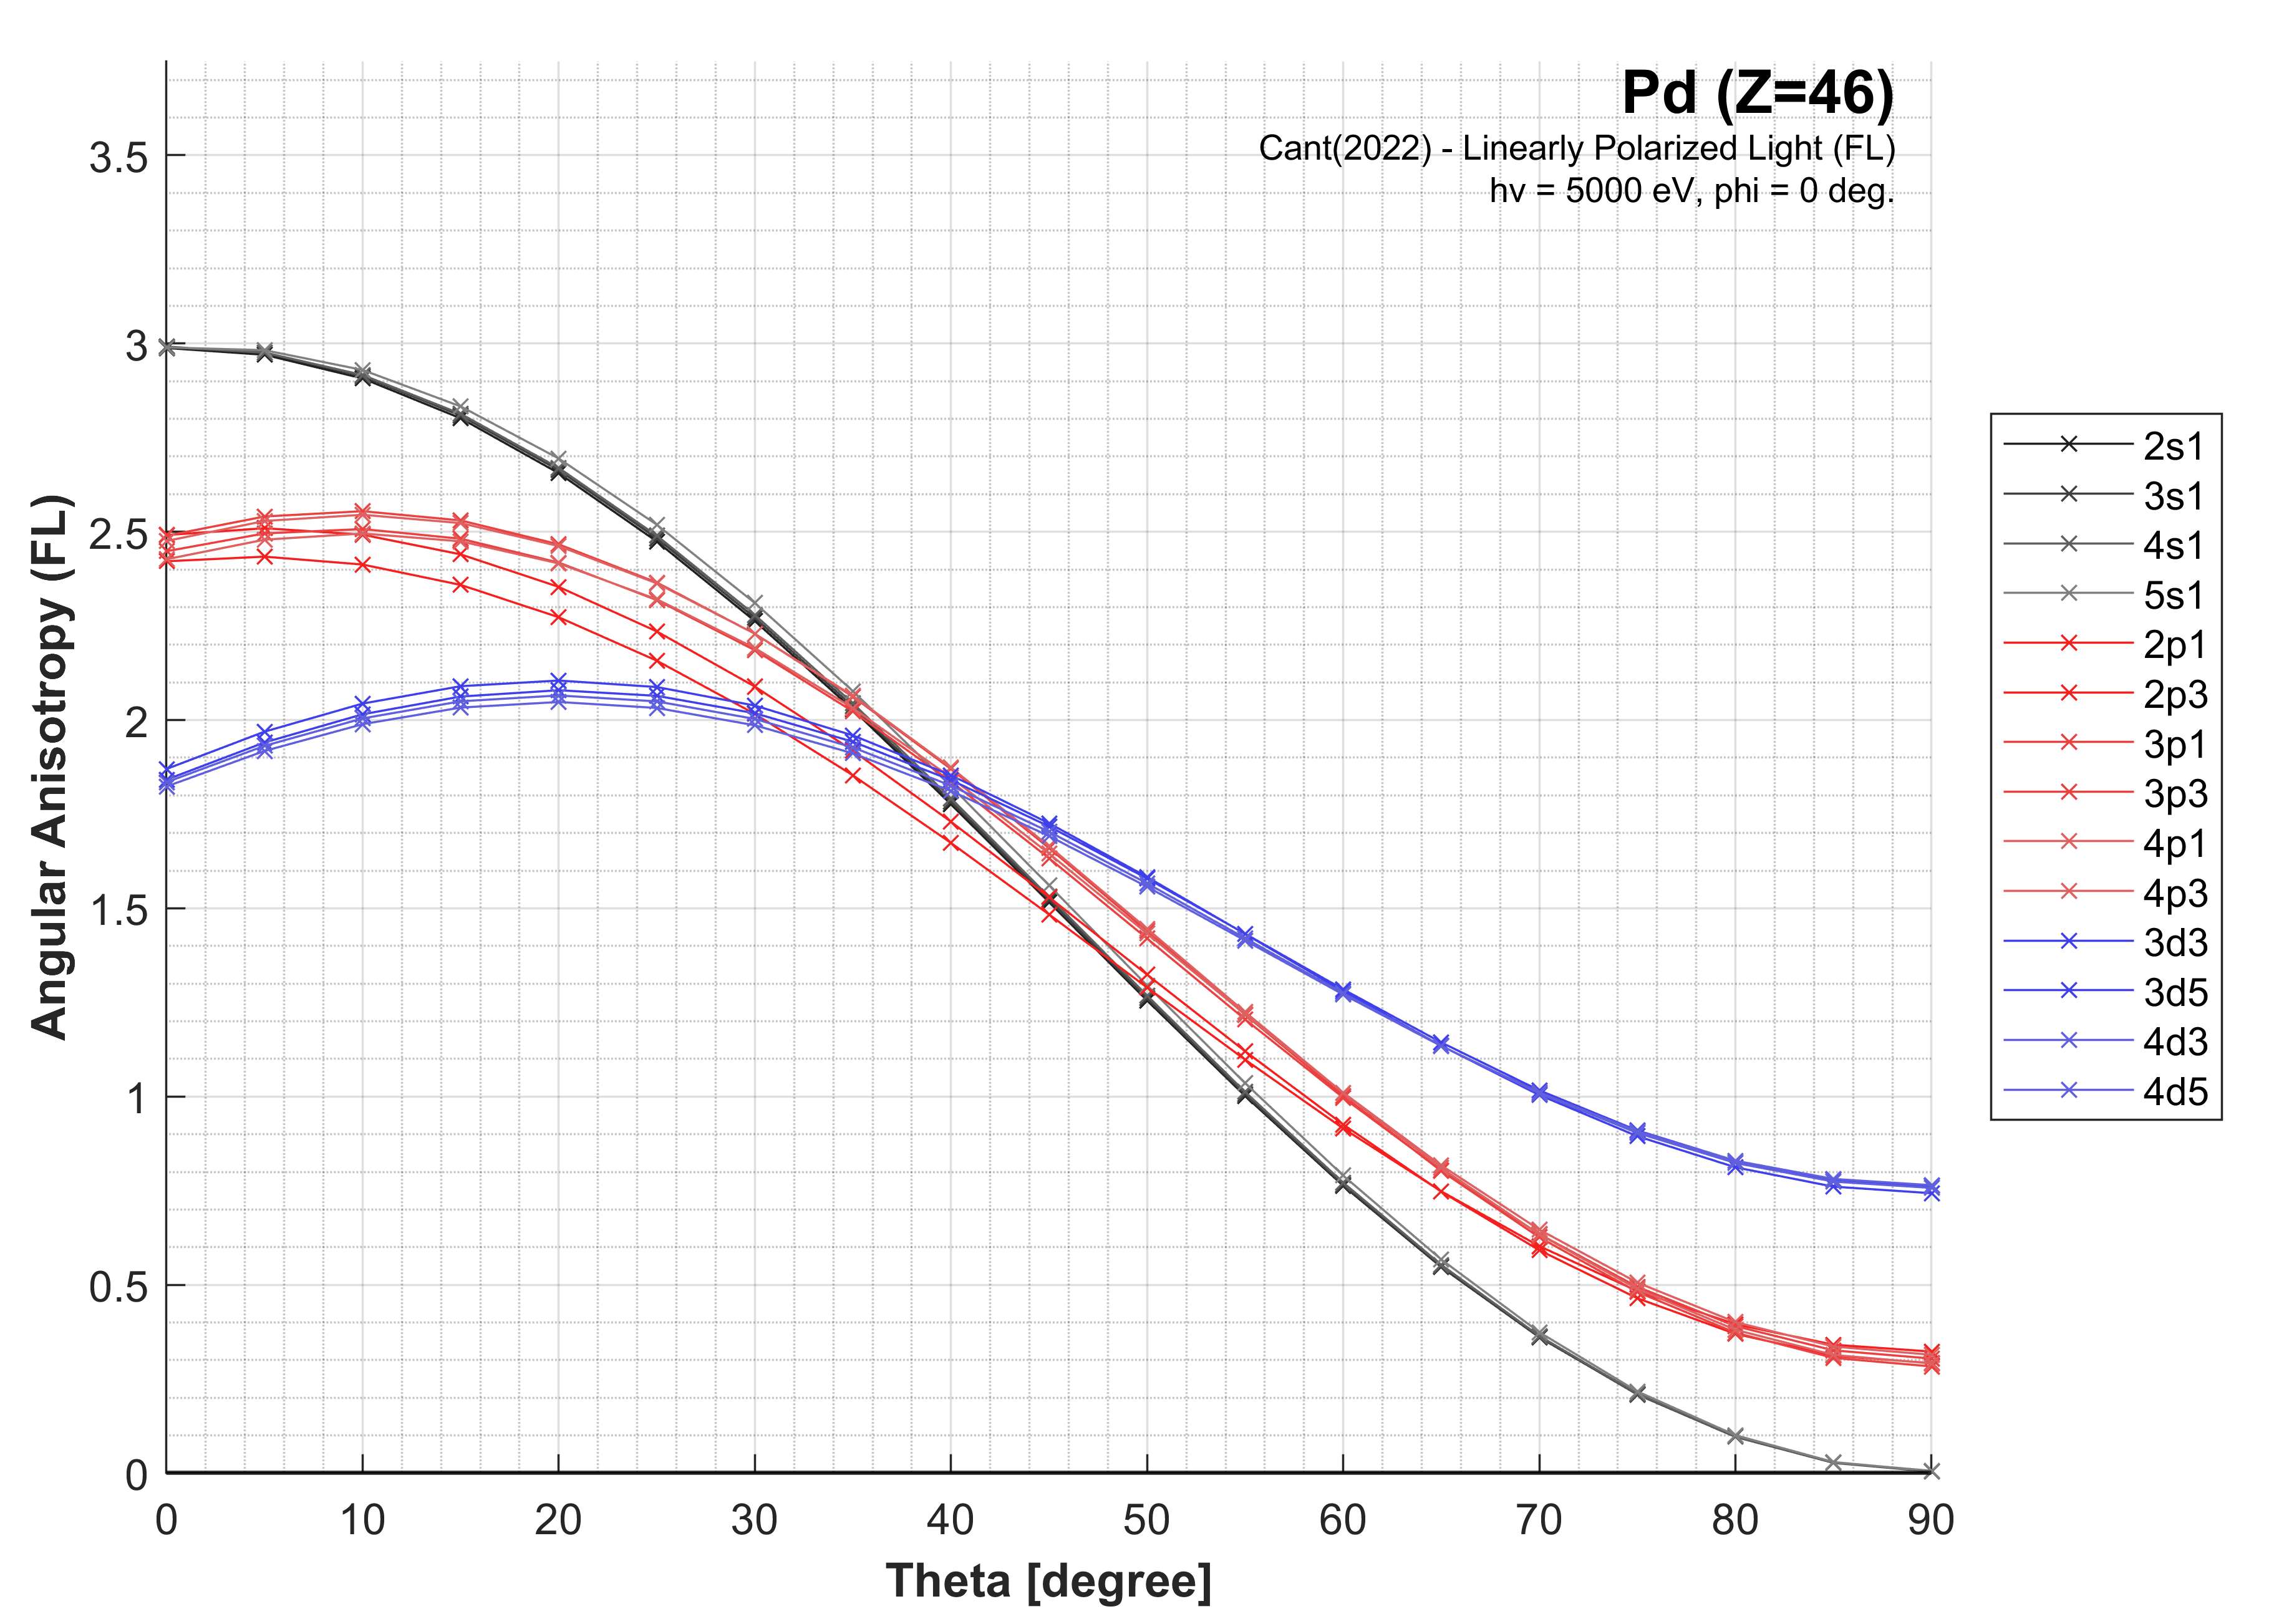 Pd (Z=46)
Cant(2022) - Linearly Polarized Light (FL)
hv = 5000 eV, phi = 0 deg.
Angular Anisotropy (FL)
3.5
3
2.5
2
1.5
1
0.5
0
0 10 20 30 40 50 60 70 80 90
Theta [degree]
2s1
3s1
4s1
5s1
2p1
2p3
3p1
3p3
4p1
4p3
3d3
3d5
4d3
4d5